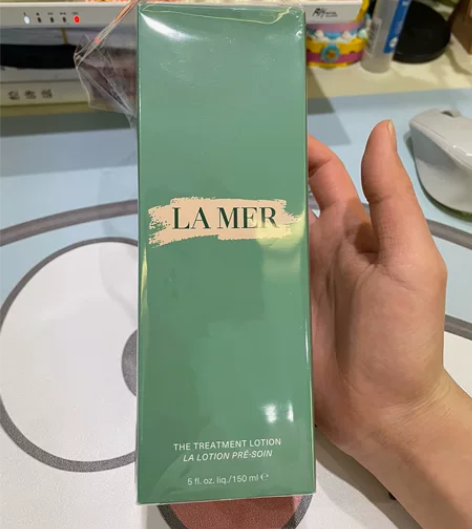 LA MER
THE TREATMENT LOTION
LA LOTION PRÉ-SOIN
5 fl. oz. liq./150 ml ℮